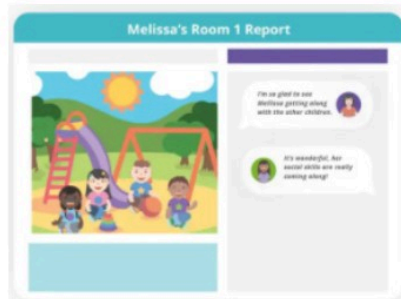 Melissa's Room 1 Report
I'm so glad to see
Melissa getting along
with the other children.
It's wonderful, her
social skills are really
coming along!